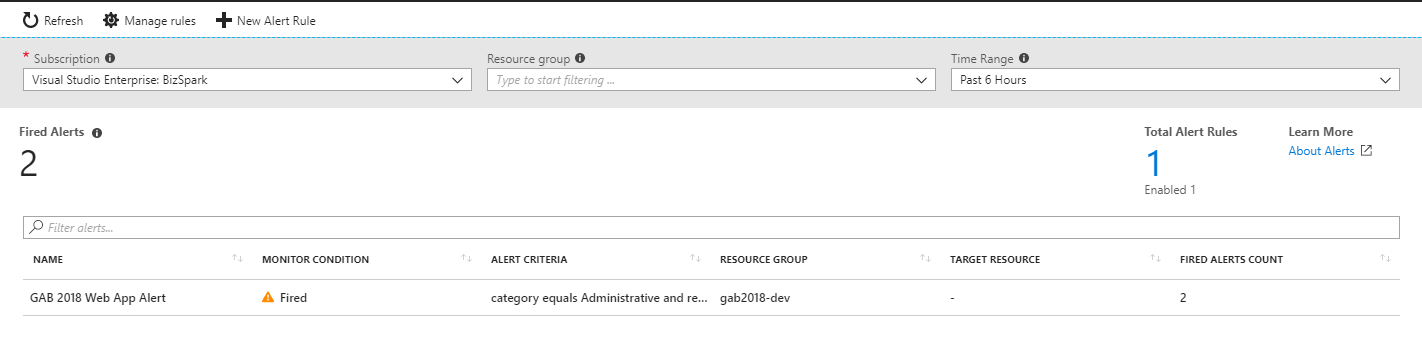 Refresh Manage rules New Alert Rule
* Subscription Resource group Time Range
Visual Studio Enterprise: BizSpark Type to start filtering ... Past 6 Hours
Fired Alerts Total Alert Rules Learn More
2 1 About Alerts
Enabled 1
Filter alerts...
NAME MONITOR CONDITION ALERT CRITERIA RESOURCE GROUP TARGET RESOURCE FIRED ALERTS COUNT
GAB 2018 Web App Alert Fired category equals Administrative and re... gab2018-dev - 2